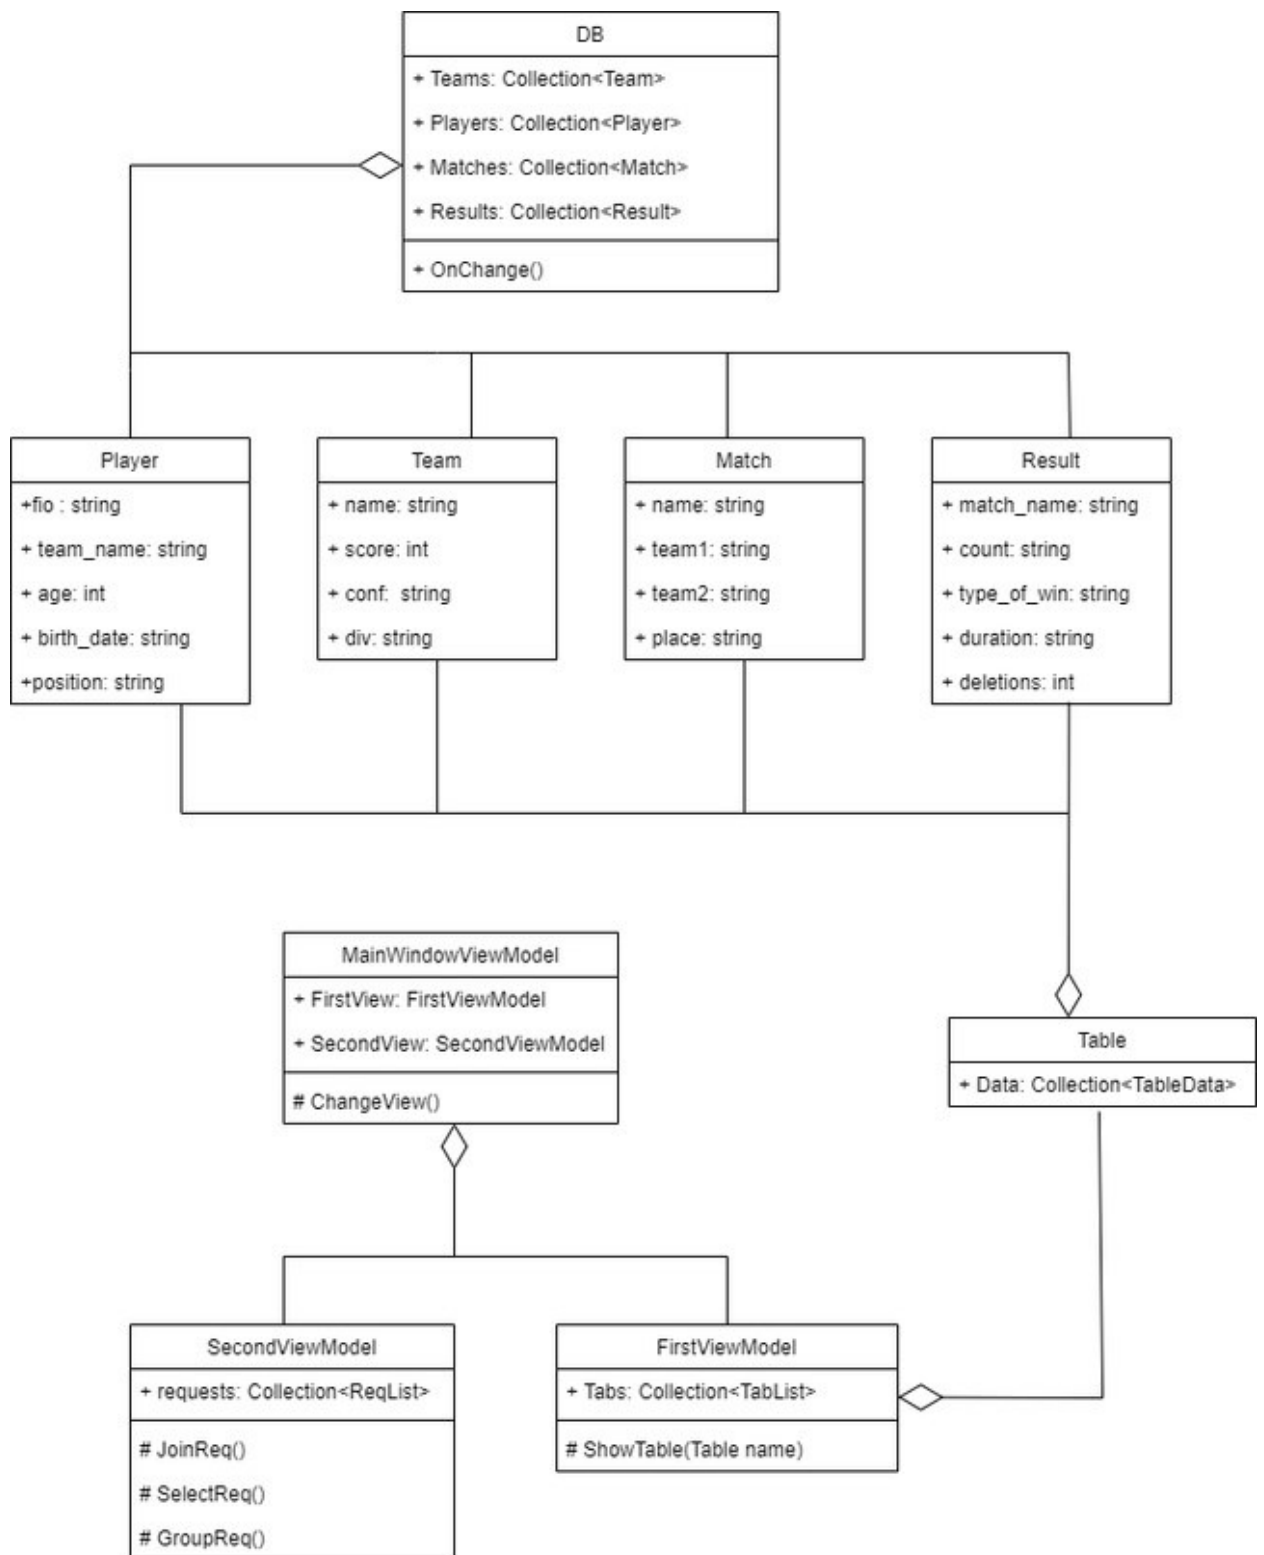 DB
+ Teams: Collection<Team>
+ Players: Collection<Player>
+ Matches: Collection<Match>
+ Results: Collection<Result>
+ OnChange()
Player
+fio : string
+ team_name: string
+ age: int
+ birth_date: string
+position: string
Team
+ name: string
+ score: int
+ conf: string
+ div: string
Match
+ name: string
+ team1: string
+ team2: string
+ place: string
Result
+ match_name: string
+ count: string
+ type_of_win: string
+ duration: string
+ deletions: int
MainWindowViewModel
+ FirstView: FirstViewModel
+ SecondView: SecondViewModel
# ChangeView()
Table
+ Data: Collection<TableData>
SecondViewModel
+ requests: Collection<ReqList>
# JoinReq()
# SelectReq()
# GroupReq()
FirstViewModel
+ Tabs: Collection<TabList>
# ShowTable(Table name)